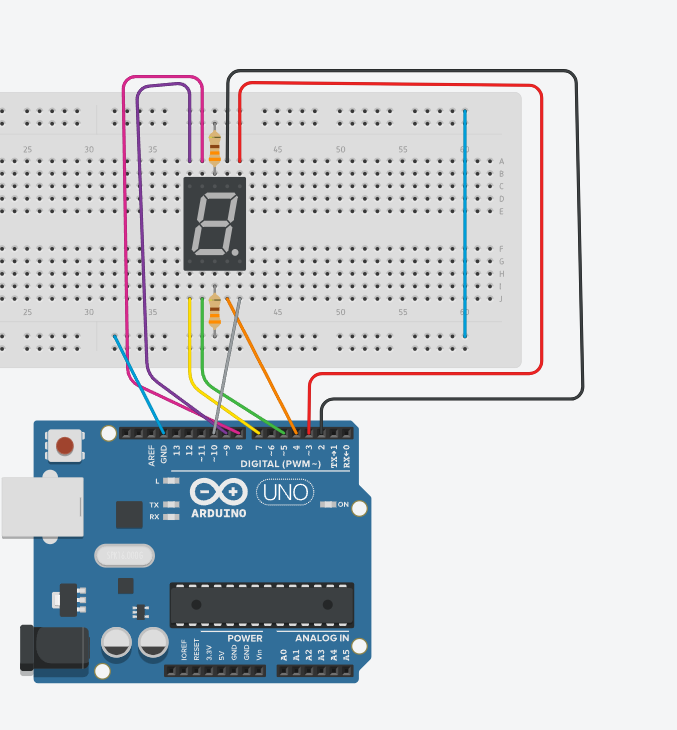 25 30 35 45 50 55 60
A
B
C
D
E
F
G
H
I
J
25 30 35 45 50 55 60
AREF
GND
13
12
~11
~10
~9
8
7
~6
~5
4
~3
2
TX→1
RX←0
DIGITAL (PWM~)
L
TX
RX
ARDUINO
UNO
ON
POWER
ANALOG IN
IOREF
RESET
3.3V
5V
GND
GND
Vin
A0
A1
A2
A3
A4
A5